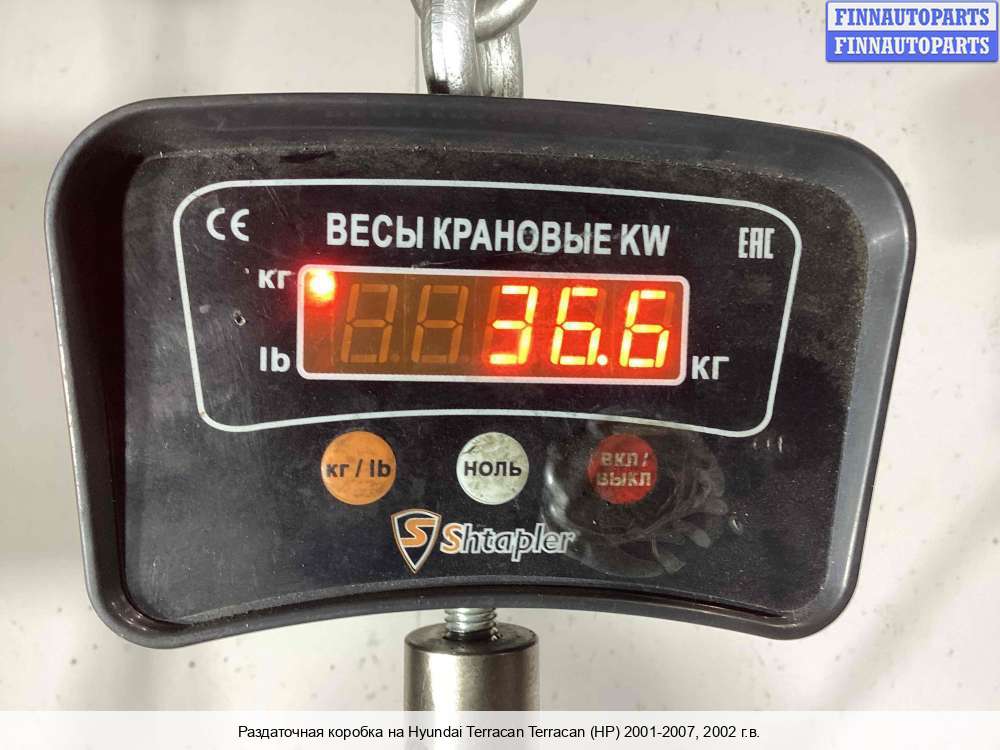 FINNAUTOPARTS
FINNAUTOPARTS
CE
ВЕСЫ КРАНОВЫЕ KW
EAC
кг
lb
36.6
кг
кг / lb
НОЛЬ
ВКЛ /
ВЫКЛ
S Shtapler
Раздаточная коробка на Hyundai Terracan Terracan (HP) 2001-2007, 2002 г.в.